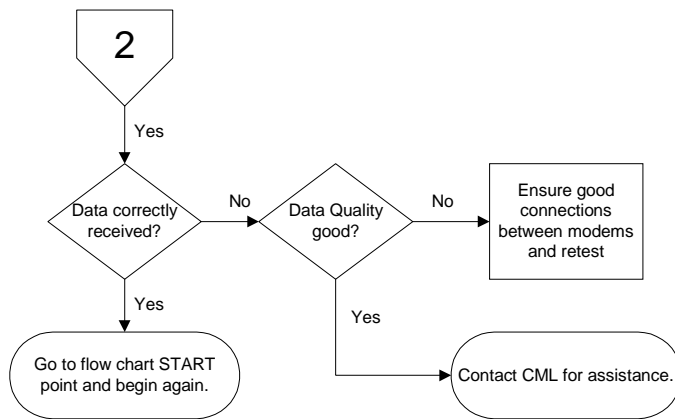 2
Yes
Data correctly
received?
No
Data Quality
good?
No
Ensure good
connections
between modems
and retest
Yes
Go to flow chart START
point and begin again.
Yes
Contact CML for assistance.